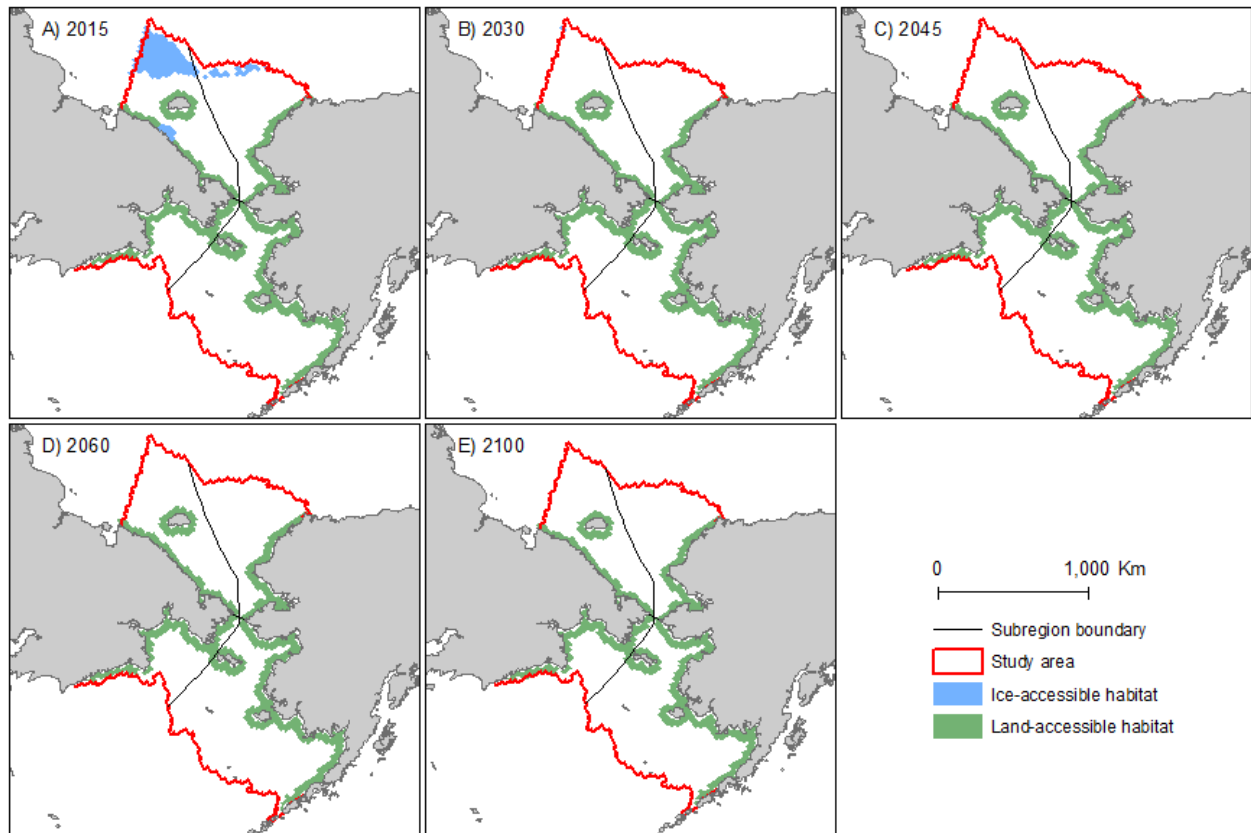 A) 2015
B) 2030
C) 2045
D) 2060
E) 2100
0 1,000 Km
Subregion boundary
Study area
Ice-accessible habitat
Land-accessible habitat